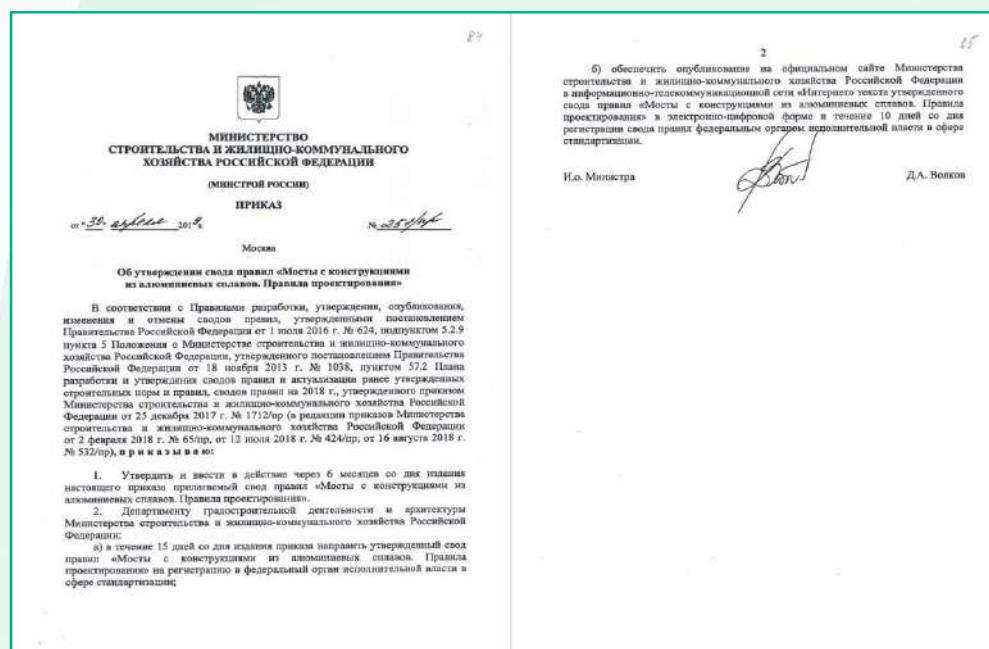 84
МИНИСТЕРСТВО
СТРОИТЕЛЬСТВА И ЖИЛИЩНО-КОММУНАЛЬНОГО
ХОЗЯЙСТВА РОССИЙСКОЙ ФЕДЕРАЦИИ
(МИНСТРОЙ РОССИИ)
ПРИКАЗ
от "30" апреля 2019 г. № 250/пр
Москва
Об утверждении свода правил «Мосты с конструкциями
из алюминиевых сплавов. Правила проектирования»
В соответствии с Правилами разработки, утверждения, опубликования,
изменения и отмены сводов правил, утвержденными постановлением
Правительства Российской Федерации от 1 июля 2016 г. № 624, подпунктом 5.2.9
пункта 5 Положения о Министерстве строительства и жилищно-коммунального
хозяйства Российской Федерации, утвержденного постановлением Правительства
Российской Федерации от 18 ноября 2013 г. № 1038, пунктом 57.2 Плана
разработки и утверждения сводов правил и актуализации ранее утвержденных
строительных норм и правил, сводов правил на 2018 г., утвержденного приказом
Министерства строительства и жилищно-коммунального хозяйства Российской
Федерации от 25 декабря 2017 г. № 1712/пр (в редакции приказов Министерства
строительства и жилищно-коммунального хозяйства Российской Федерации
от 2 февраля 2018 г. № 65/пр, от 12 июля 2018 г. № 424/пр, от 16 августа 2018 г.
№ 532/пр), п р и к а з ы в а ю:
1. Утвердить и ввести в действие через 6 месяцев со дня издания
настоящего приказа прилагаемый свод правил «Мосты с конструкциями из
алюминиевых сплавов. Правила проектирования».
2. Департаменту градостроительной деятельности и архитектуры
Министерства строительства и жилищно-коммунального хозяйства Российской
Федерации:
а) в течение 15 дней со дня издания приказа направить утвержденный свод
правил «Мосты с конструкциями из алюминиевых сплавов. Правила
проектирования» на регистрацию в федеральный орган исполнительной власти в
сфере стандартизации;
85
2
б) обеспечить опубликование на официальном сайте Министерства
строительства и жилищно-коммунального хозяйства Российской Федерации
в информационно-телекоммуникационной сети «Интернет» текста утвержденного
свода правил «Мосты с конструкциями из алюминиевых сплавов. Правила
проектирования» в электронно-цифровой форме в течение 10 дней со дня
регистрации свода правил федеральным органом исполнительной власти в сфере
стандартизации.
И.о. Министра Д.А. Волков